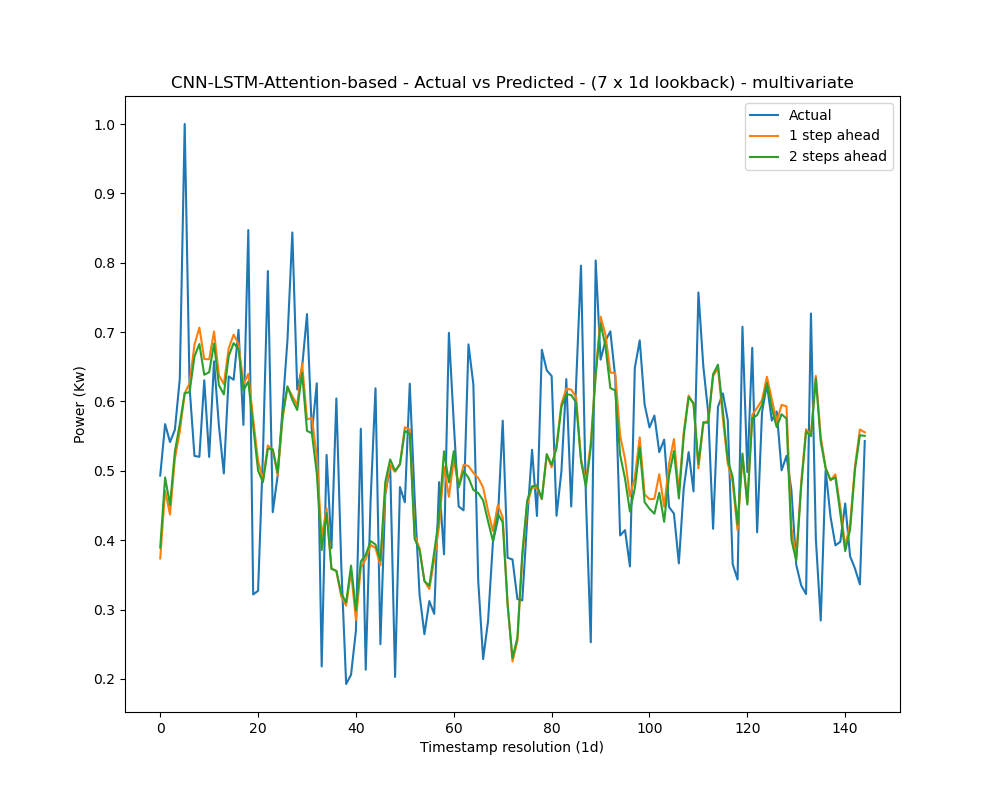 CNN-LSTM-Attention-based - Actual vs Predicted - (7 x 1d lookback) - multivariate
Actual
1 step ahead
2 steps ahead
1.0
0.9
0.8
0.7
0.6
0.5
0.4
0.3
0.2
Power (Kw)
0 20 40 60 80 100 120 140
Timestamp resolution (1d)